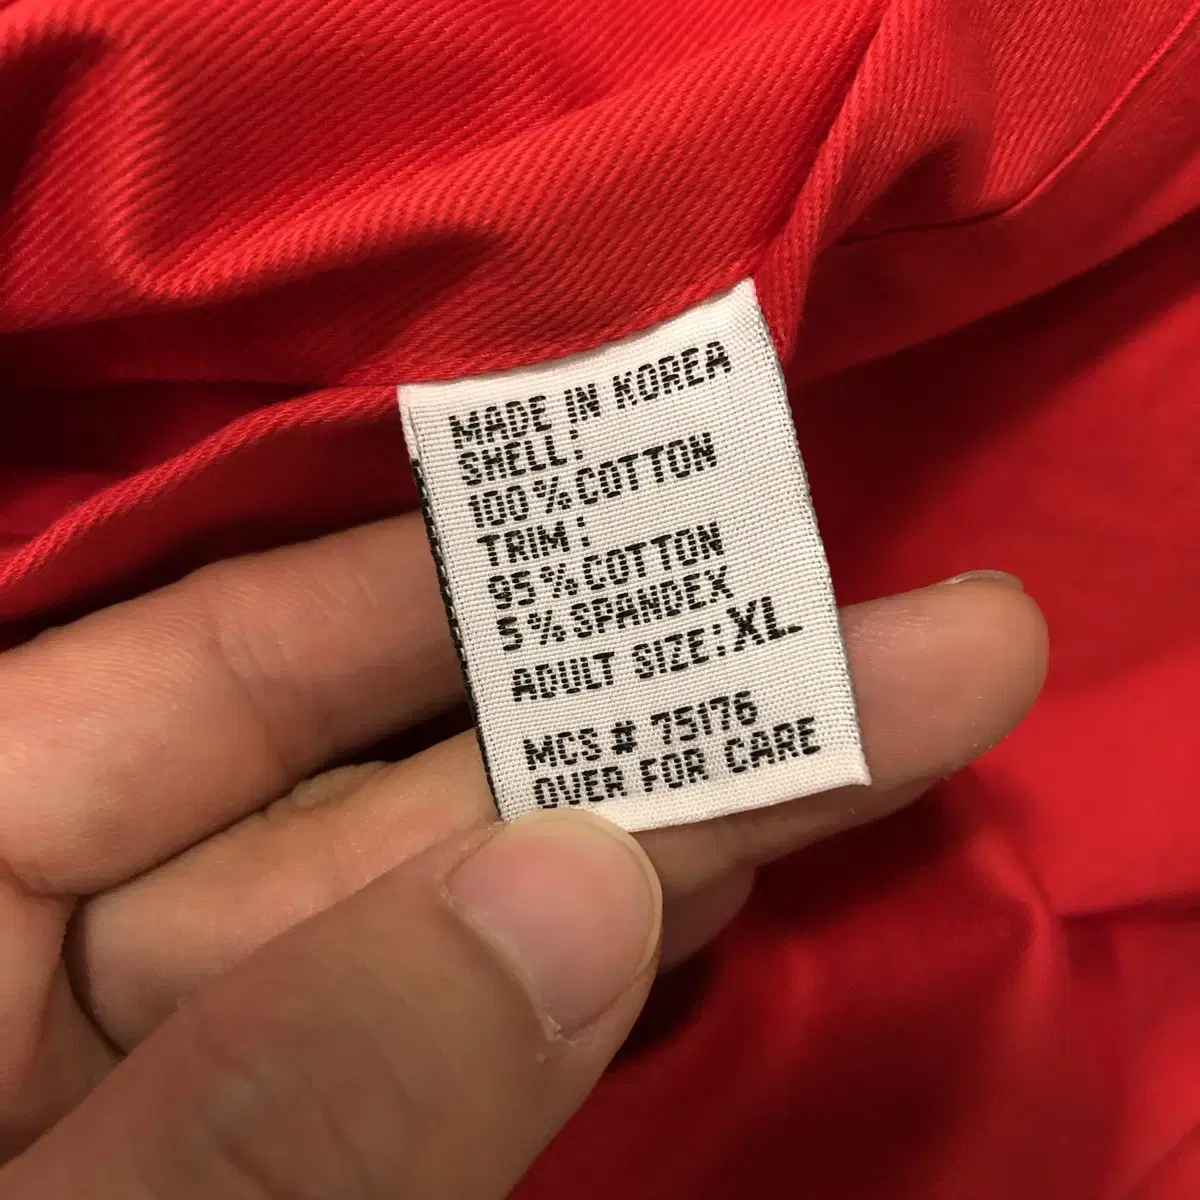 MADE IN KOREA
SHELL:
100% COTTON
TRIM:
95% COTTON
5% SPANDEX
ADULT SIZE: XL
MCS # 75176
OVER FOR CARE